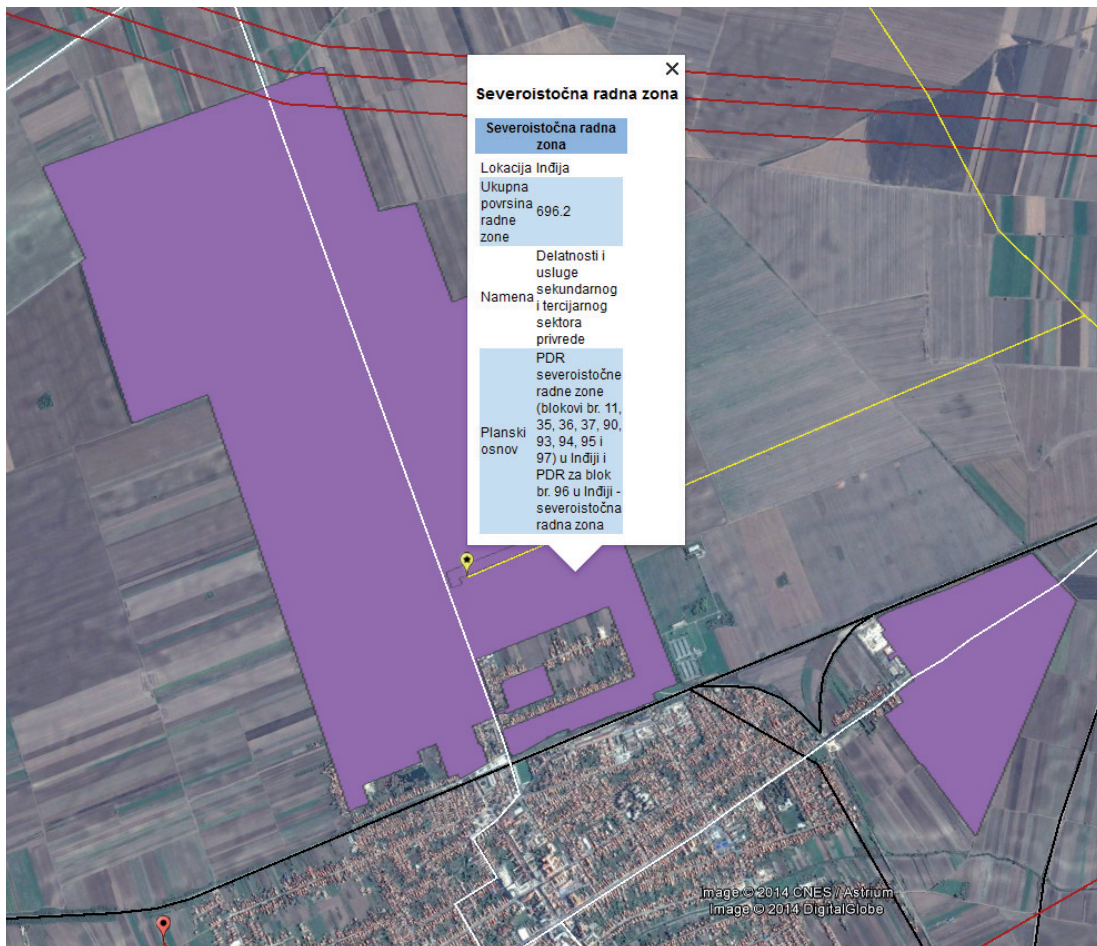 Severoistočna radna zona
Severoistočna radna
zona
Lokacija Inđija
Ukupna
povrsina
radne
zone
696.2
Namena
Delatnosti i
usluge
sekundarnog
i tercijarnog
sektora
privrede
Planski
osnov
PDR
severoistočne
radne zone
(blokovi br. 11,
35, 36, 37, 90,
93, 94, 95 i
97) u Inđiji i
PDR za blok
br. 96 u Inđiji -
severoistočna
radna zona
Image © 2014 CNES / Astrium
Image © 2014 DigitalGlobe